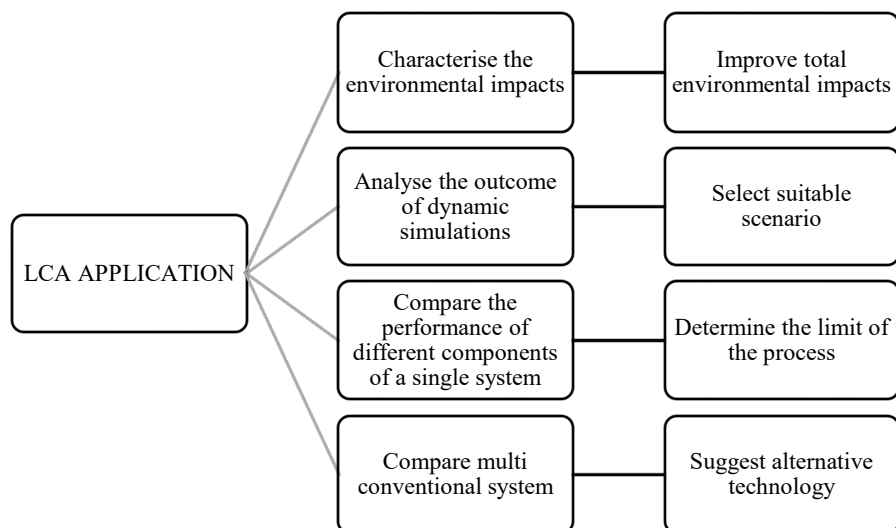 Characterise the
environmental impacts
Improve total
environmental impacts
Analyse the outcome
of dynamic
simulations
Select suitable
scenario
LCA APPLICATION
Compare the
performance of
different components
of a single system
Determine the limit of
the process
Compare multi
conventional system
Suggest alternative
technology